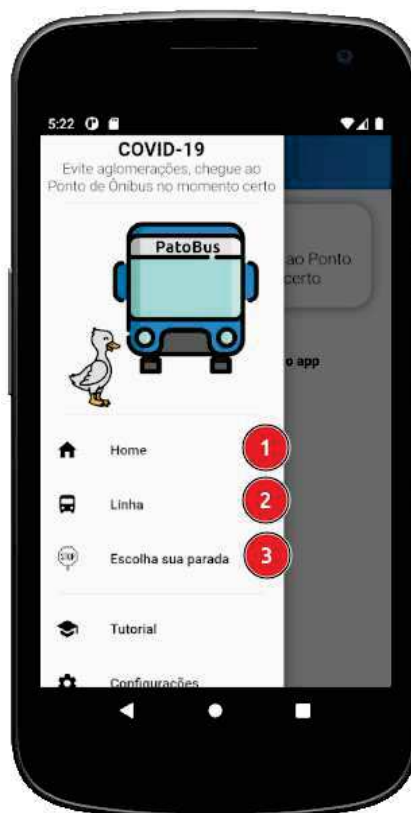 5:22
COVID-19
Evite aglomerações, chegue ao
Ponto de Ônibus no momento certo
PatoBus
ao Ponto
certo
o app
Home 1
Linha 2
STOP Escolha sua parada 3
Tutorial
Configurações